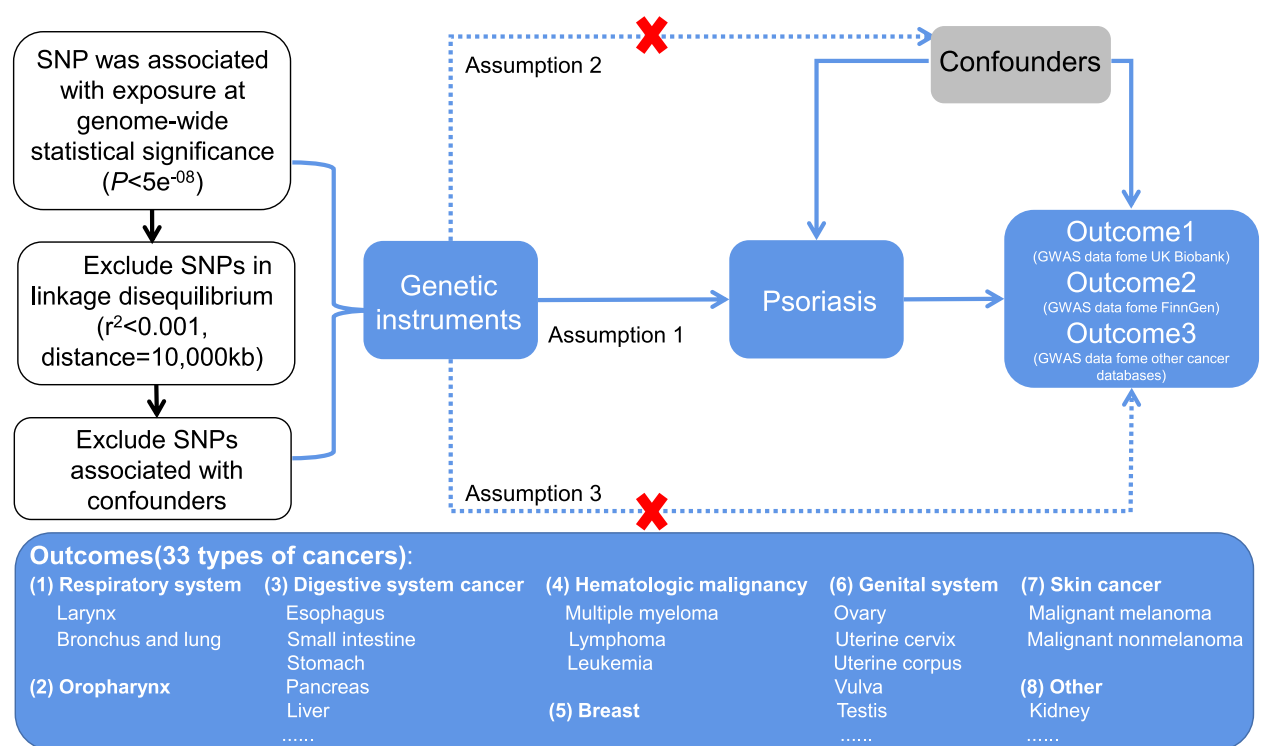 SNP was associated
with exposure at
genome-wide
statistical significance
(P<5e-08)
Exclude SNPs in
linkage disequilibrium
(r2<0.001,
distance=10,000kb)
Exclude SNPs
associated with
confounders
Genetic
instruments
Assumption 2
Assumption 1
Assumption 3
Psoriasis
Confounders
Outcome1
(GWAS data fome UK Biobank)
Outcome2
(GWAS data fome FinnGen)
Outcome3
(GWAS data fome other cancer
databases)
Outcomes(33 types of cancers):
(1) Respiratory system
Larynx
Bronchus and lung
(2) Oropharynx
(3) Digestive system cancer
Esophagus
Small intestine
Stomach
Pancreas
Liver
......
(4) Hematologic malignancy
Multiple myeloma
Lymphoma
Leukemia
(5) Breast
(6) Genital system
Ovary
Uterine cervix
Uterine corpus
Vulva
Testis
......
(7) Skin cancer
Malignant melanoma
Malignant nonmelanoma
(8) Other
Kidney
......